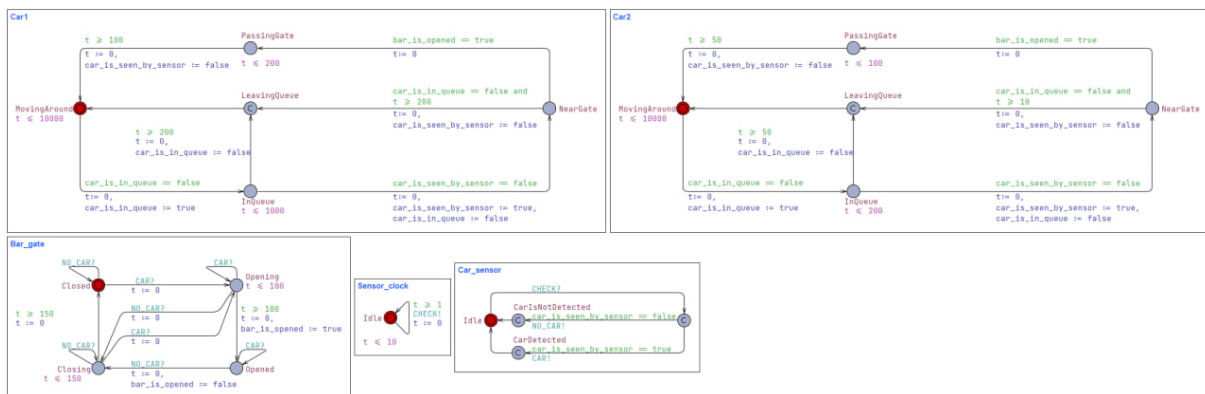 Car1
t ≥ 100
t := 0,
car_is_seen_by_sensor := false
PassingGate
t ≤ 200
bar_is_opened == true
t:= 0
MovingAround
t ≤ 10000
LeavingQueue
car_is_in_queue == false and
t ≥ 200
t:= 0,
car_is_seen_by_sensor := false
NearGate
t ≥ 200
t := 0,
car_is_in_queue := false
car_is_in_queue == false
t:= 0,
car_is_in_queue := true
InQueue
t ≤ 1000
car_is_seen_by_sensor == false
t:= 0,
car_is_seen_by_sensor := true,
car_is_in_queue := false
Car2
t ≥ 50
t := 0,
car_is_seen_by_sensor := false
PassingGate
t ≤ 100
bar_is_opened == true
t:= 0
MovingAround
t ≤ 10000
LeavingQueue
car_is_in_queue == false and
t ≥ 10
t:= 0,
car_is_seen_by_sensor := false
NearGate
t ≥ 50
t := 0,
car_is_in_queue := false
car_is_in_queue == false
t:= 0,
car_is_in_queue := true
InQueue
t ≤ 200
car_is_seen_by_sensor == false
t:= 0,
car_is_seen_by_sensor := true,
car_is_in_queue := false
Bar_gate
NO_CAR?
Closed
CAR?
t := 0
CAR?
Opening
t ≤ 100
t ≥ 150
t := 0
NO_CAR?
t := 0
CAR?
t := 0
t ≥ 100
t := 0,
bar_is_opened := true
NO_CAR?
Closing
t ≤ 150
NO_CAR?
t := 0,
bar_is_opened := false
CAR?
Opened
Sensor_clock
Idle
t ≥ 1
CHECK!
t := 0
t ≤ 10
Car_sensor
CHECK?
Idle
CarIsNotDetected
C
car_is_seen_by_sensor == false
NO_CAR!
C
CarDetected
C
car_is_seen_by_sensor == true
CAR!